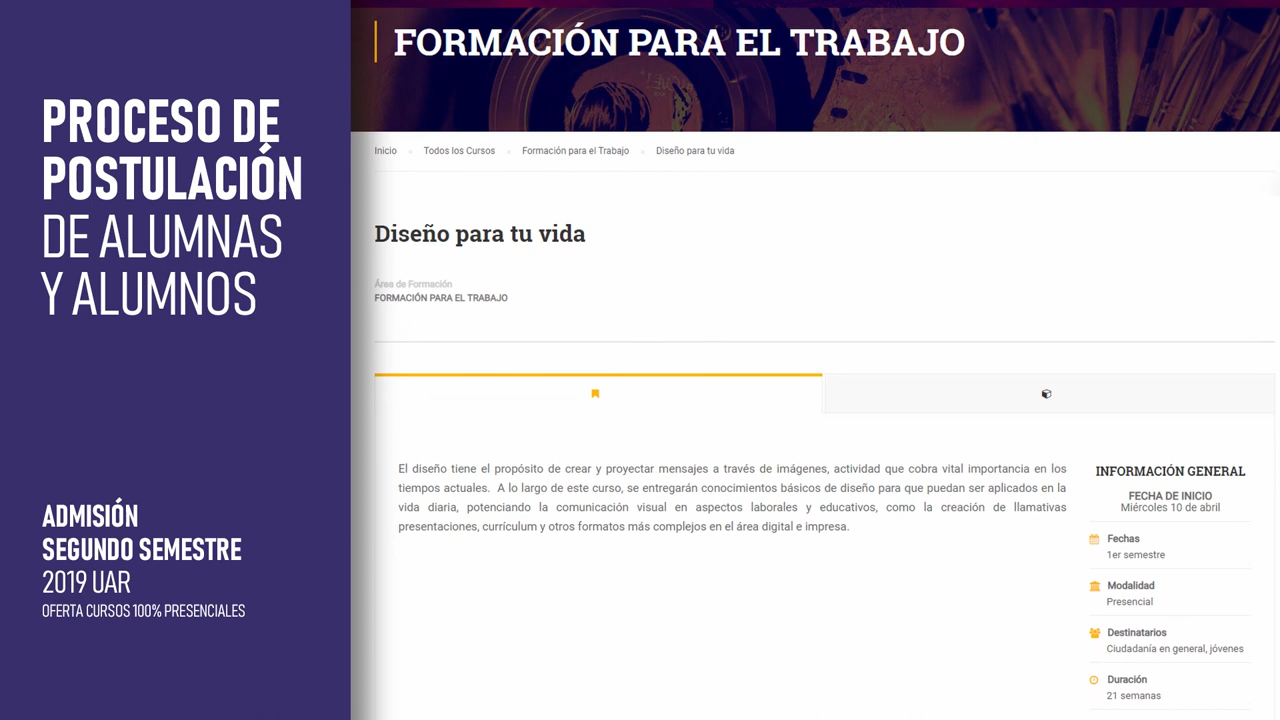 PROCESO DE
POSTULACIÓN
DE ALUMNAS
Y ALUMNOS
ADMISIÓN
SEGUNDO SEMESTRE
2019 UAR
OFERTA CURSOS 100% PRESENCIALES
FORMACIÓN PARA EL TRABAJO
Inicio Todos los Cursos Formación para el Trabajo Diseño para tu vida
Diseño para tu vida
Área de Formación
FORMACIÓN PARA EL TRABAJO
El diseño tiene el propósito de crear y proyectar mensajes a través de imágenes, actividad que cobra vital importancia en los
tiempos actuales. A lo largo de este curso, se entregarán conocimientos básicos de diseño para que puedan ser aplicados en la
vida diaria, potenciando la comunicación visual en aspectos laborales y educativos, como la creación de llamativas
presentaciones, currículum y otros formatos más complejos en el área digital e impresa.
INFORMACIÓN GENERAL
FECHA DE INICIO
Miércoles 10 de abril
Fechas
1er semestre
Modalidad
Presencial
Destinatarios
Ciudadanía en general, jóvenes
Duración
21 semanas